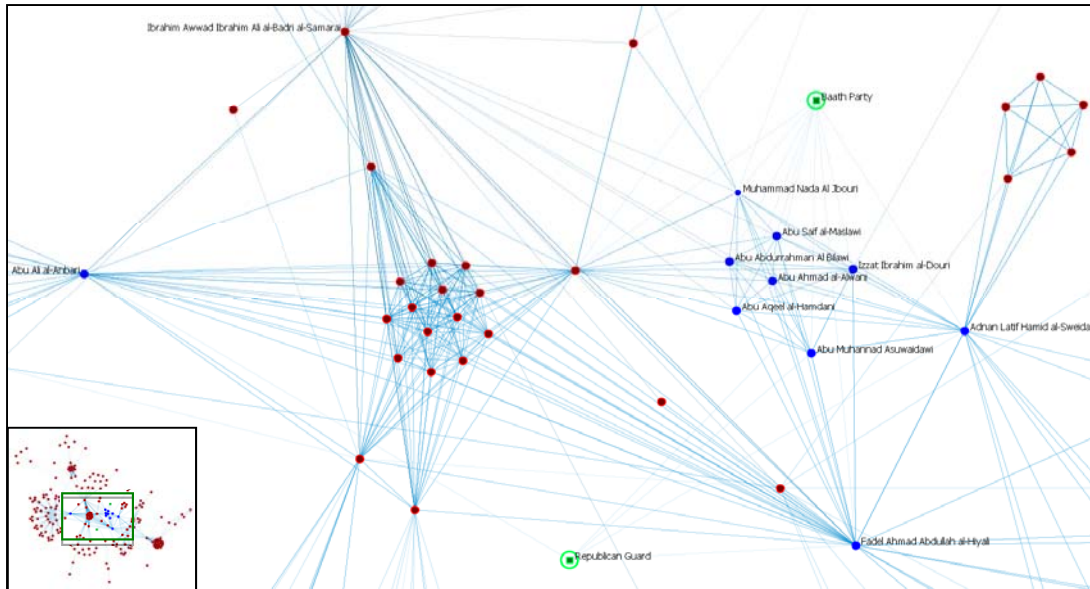 Ibrahim Awwad Ibrahim Ali al-Badri al-Samarai
Baath Party
Muhammad Nada Al Jbouri
Abu Saif al-Maslawi
Abu Abdurrahman Al Bilawi
Izzat Ibrahim al-Douri
Abu Ali al-Anbari
Abu Ahmad al-Alwani
Abu Aqeel al-Hamdani
Adnan Latif Hamid al-Sweida
Abu Muhannad Asuwaidawi
Fadel Ahmad Abdullah al-Hiyali
Republican Guard